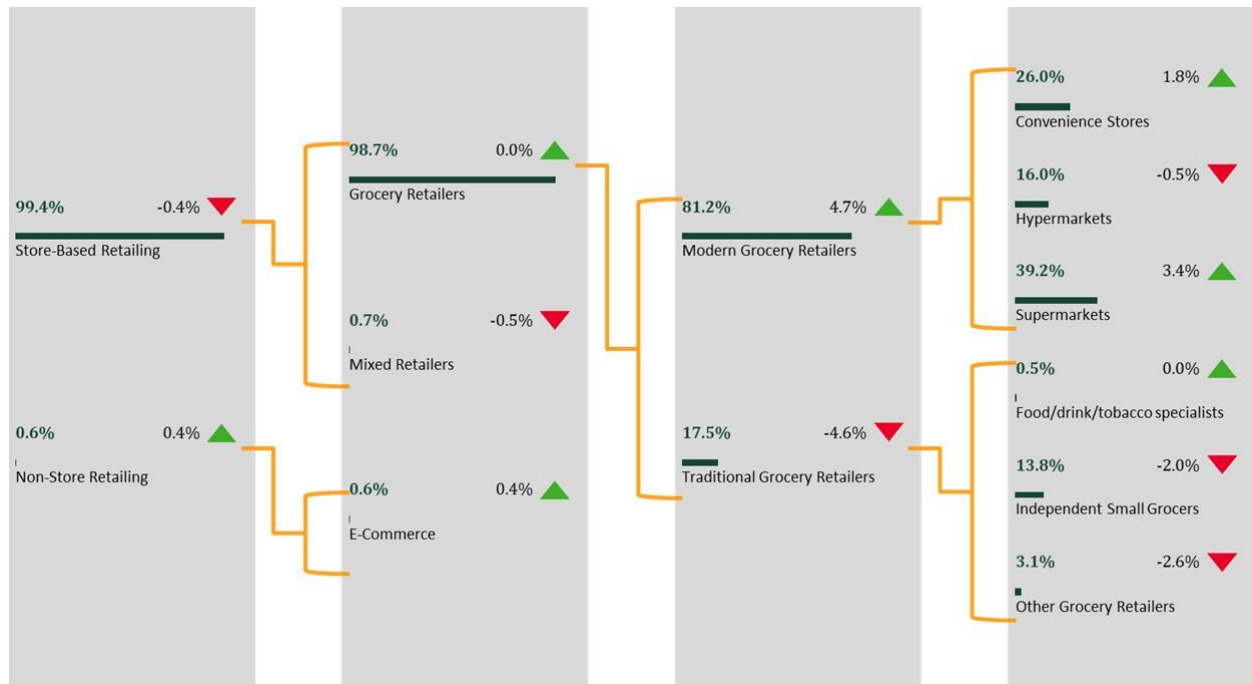 99.4% -0.4%
Store-Based Retailing
0.6% 0.4%
Non-Store Retailing
98.7% 0.0%
Grocery Retailers
0.7% -0.5%
Mixed Retailers
0.6% 0.4%
E-Commerce
81.2% 4.7%
Modern Grocery Retailers
17.5% -4.6%
Traditional Grocery Retailers
26.0% 1.8%
Convenience Stores
16.0% -0.5%
Hypermarkets
39.2% 3.4%
Supermarkets
0.5% 0.0%
Food/drink/tobacco specialists
13.8% -2.0%
Independent Small Grocers
3.1% -2.6%
Other Grocery Retailers